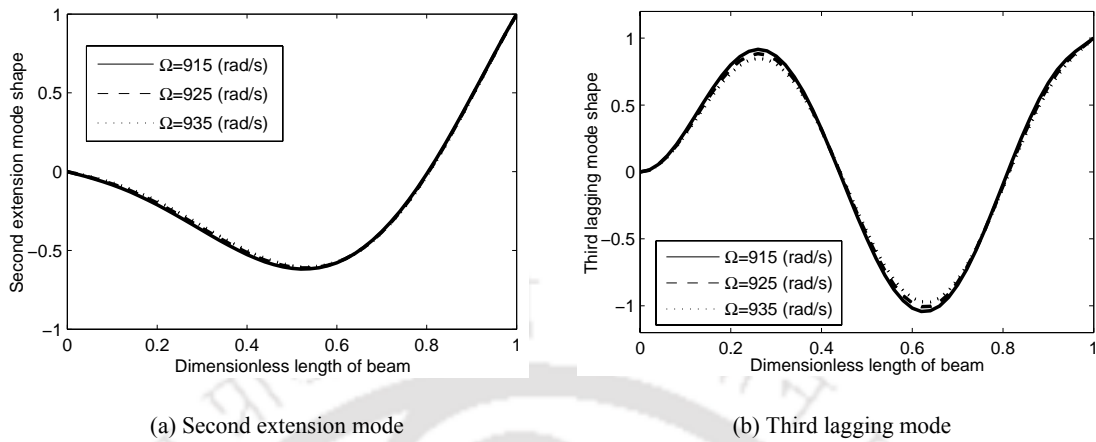 1
0.5
0
−0.5
−1
Second extension mode shape
Ω=915 (rad/s)
Ω=925 (rad/s)
Ω=935 (rad/s)
0 0.2 0.4 0.6 0.8 1
Dimensionless length of beam
(a) Second extension mode
1
0.5
0
−0.5
−1
Third lagging mode shape
Ω=915 (rad/s)
Ω=925 (rad/s)
Ω=935 (rad/s)
0 0.2 0.4 0.6 0.8 1
Dimensionless length of beam
(b) Third lagging mode